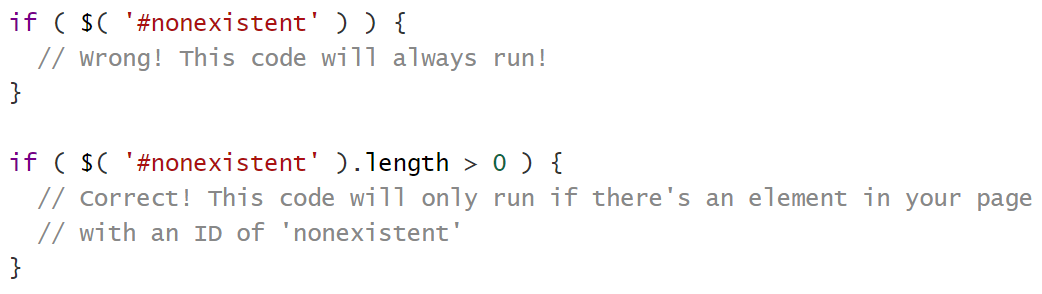 if ( $( '#nonexistent' ) ) {
  // Wrong! This code will always run!
}

if ( $( '#nonexistent' ).length > 0 ) {
  // Correct! This code will only run if there's an element in your page
  // with an ID of 'nonexistent'
}